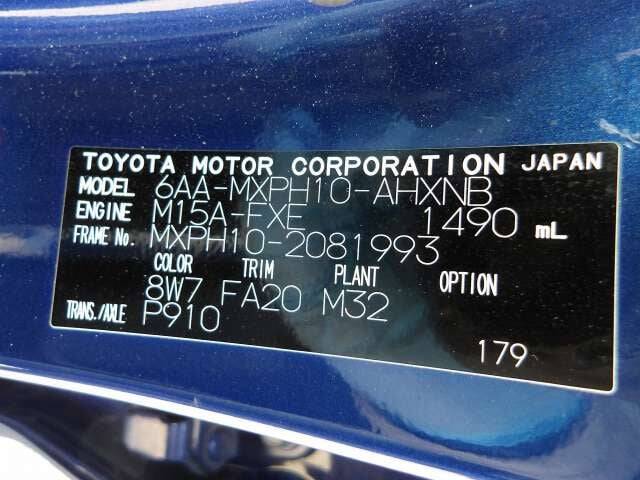 TOYOTA MOTOR CORPORATION JAPAN
MODEL 6AA-MXPH10-AHXNB
ENGINE M15A-FXE 1490 mL
FRAME No. MXPH10-2081993
COLOR TRIM PLANT OPTION
8W7 FA20 M32
TRANS./AXLE P910
179